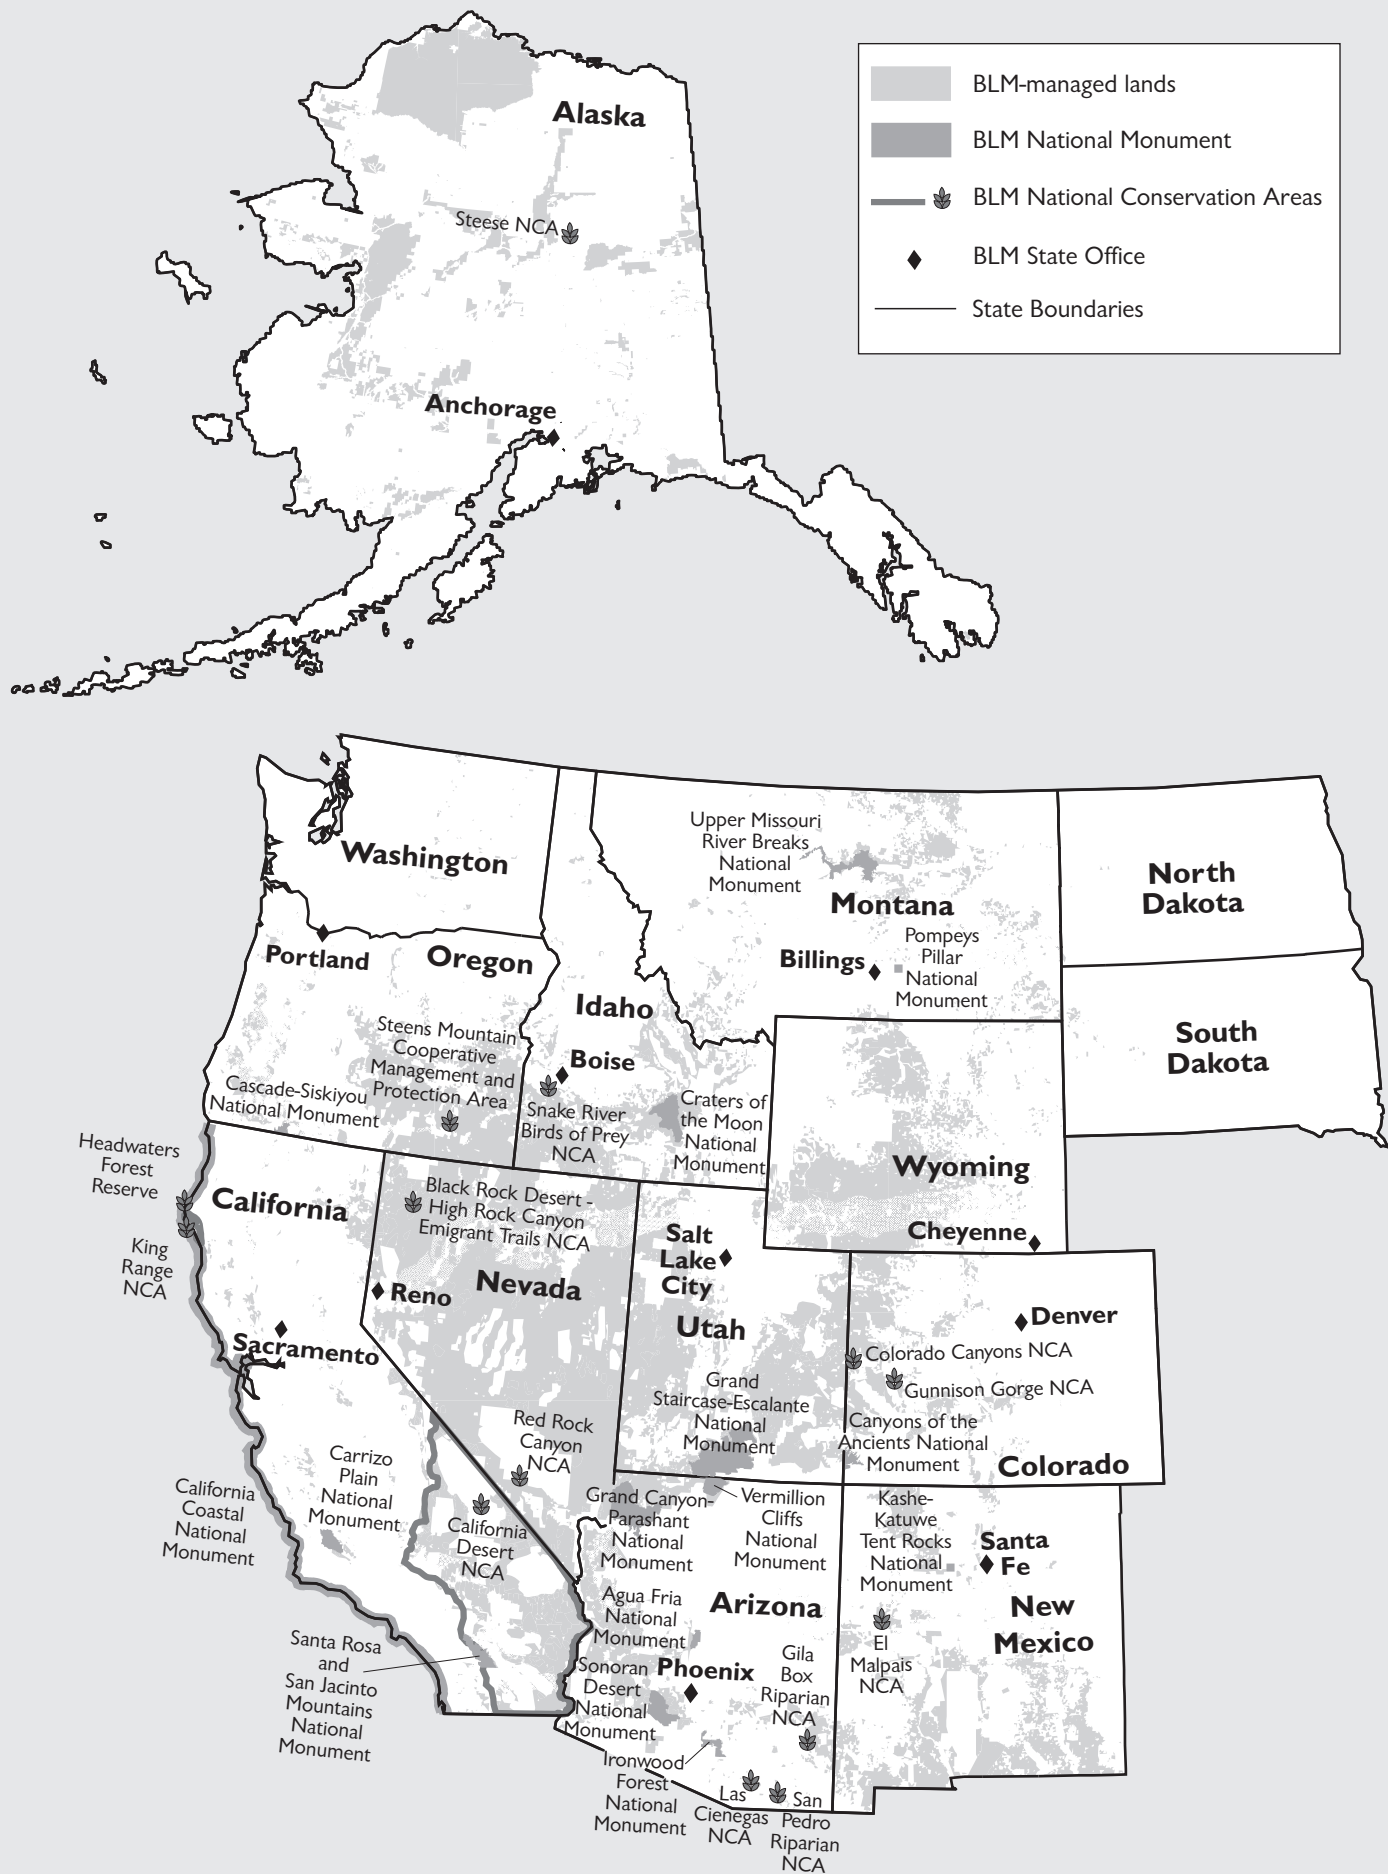 Alaska
Steese NCA
Anchorage
BLM-managed lands
BLM National Monument
BLM National Conservation Areas
BLM State Office
State Boundaries
Washington
Upper Missouri
River Breaks
National
Monument
Montana
Billings
Pompeys
Pillar
National
Monument
North
Dakota
South
Dakota
Portland
Oregon
Idaho
Boise
Steens Mountain
Cooperative
Management and
Protection Area
Cascade-Siskiyou
National Monument
Snake River
Birds of Prey
NCA
Craters of
the Moon
National
Monument
Wyoming
Cheyenne
Headwaters
Forest
Reserve
King
Range
NCA
California
Black Rock Desert -
High Rock Canyon
Emigrant Trails NCA
Nevada
Reno
Sacramento
Salt
Lake
City
Utah
Denver
Colorado Canyons NCA
Gunnison Gorge NCA
Canyons of the
Ancients National
Monument
Colorado
Grand
Staircase-Escalante
National
Monument
Red Rock
Canyon
NCA
Carrizo
Plain
National
Monument
California
Coastal
National
Monument
California
Desert
NCA
Santa Rosa
and
San Jacinto
Mountains
National
Monument
Grand Canyon-
Parashant
National
Monument
Vermillion
Cliffs
National
Monument
Agua Fria
National
Monument
Arizona
Sonoran
Desert
National
Monument
Phoenix
Gila
Box
Riparian
NCA
Ironwood
Forest
National
Monument
Las
Cienegas
NCA
San
Pedro
Riparian
NCA
Kashe-
Katuwe
Tent Rocks
National
Monument
Santa
Fe
New
Mexico
El
Malpais
NCA